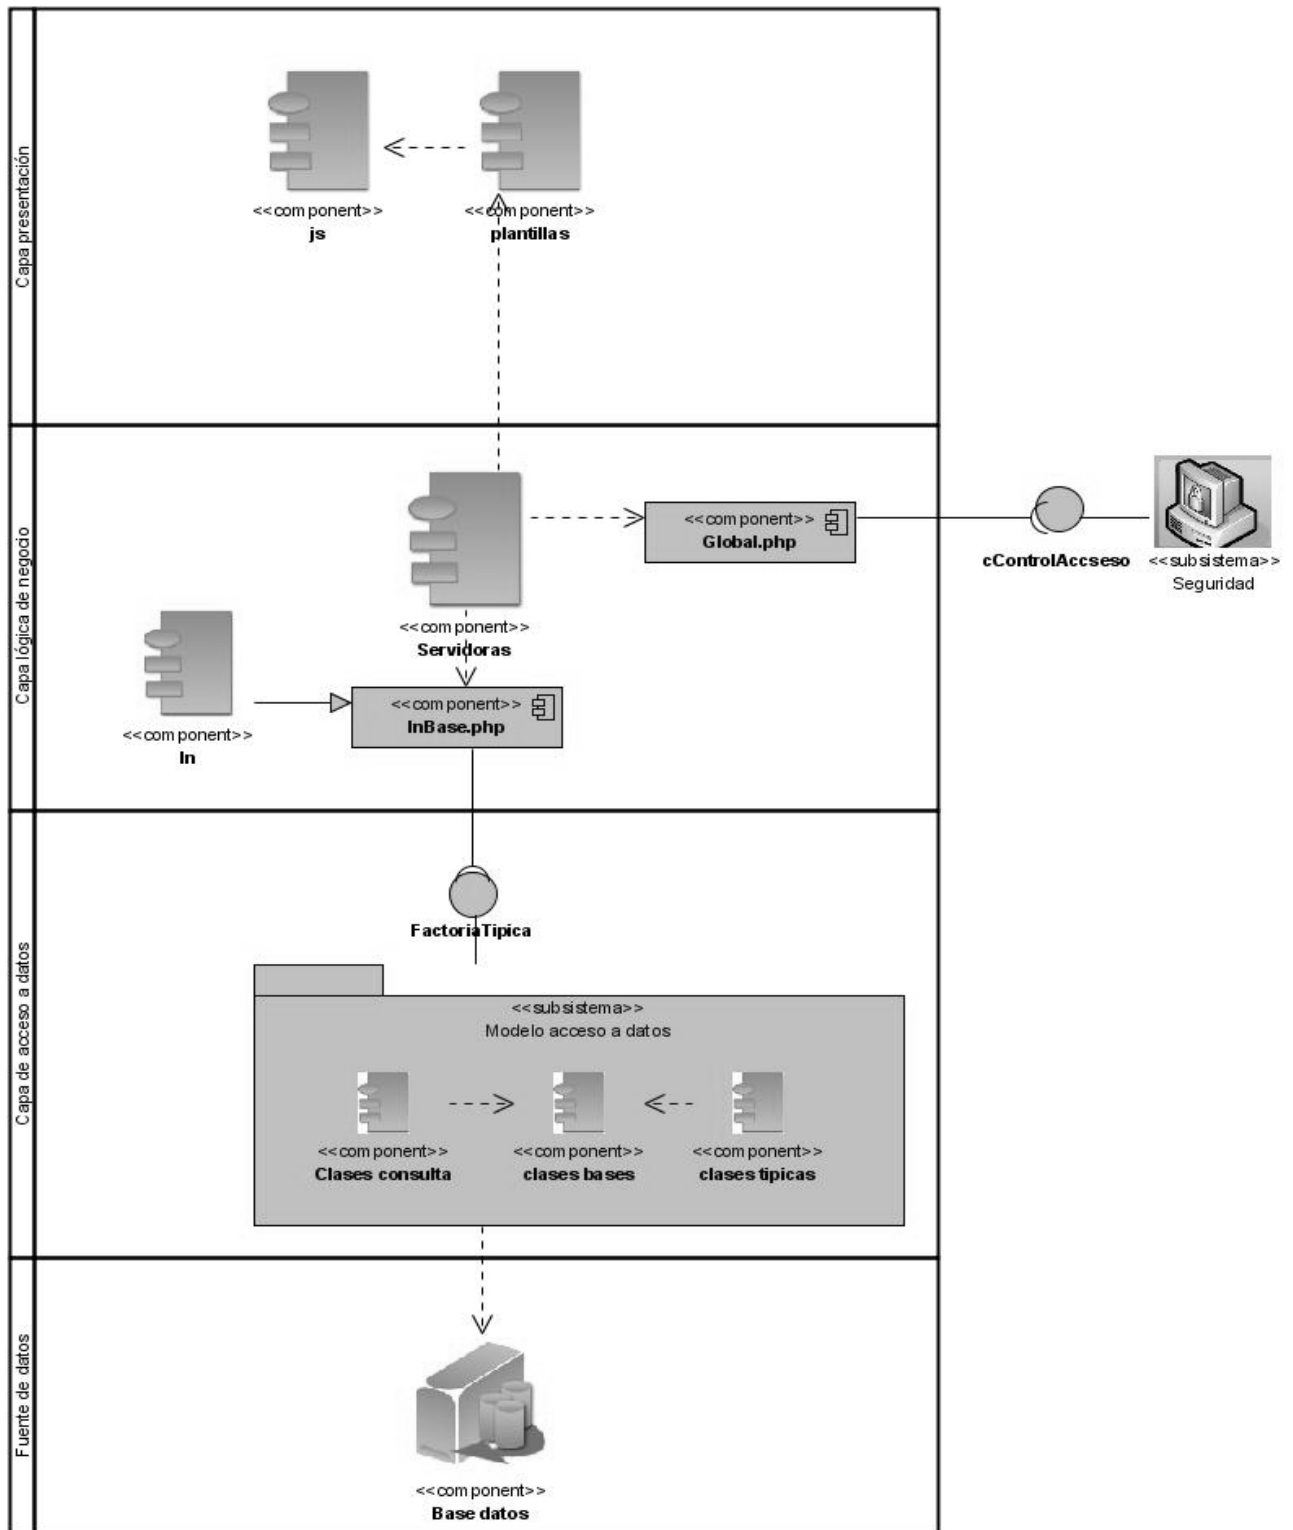 Capa presentación
<<component>>
js
<<component>>
plantillas
Capa lógica de negocio
<<component>>
Servidoras
<<component>>
Global.php
cControlAccseso
<<subsistema>>
Seguridad
<<component>>
In
<<component>>
InBase.php
Capa de acceso a datos
FactoriaTipica
<<subsistema>>
Modelo acceso a datos
<<component>>
Clases consulta
<<component>>
clases bases
<<component>>
clases tipicas
Fuente de datos
<<component>>
Base datos